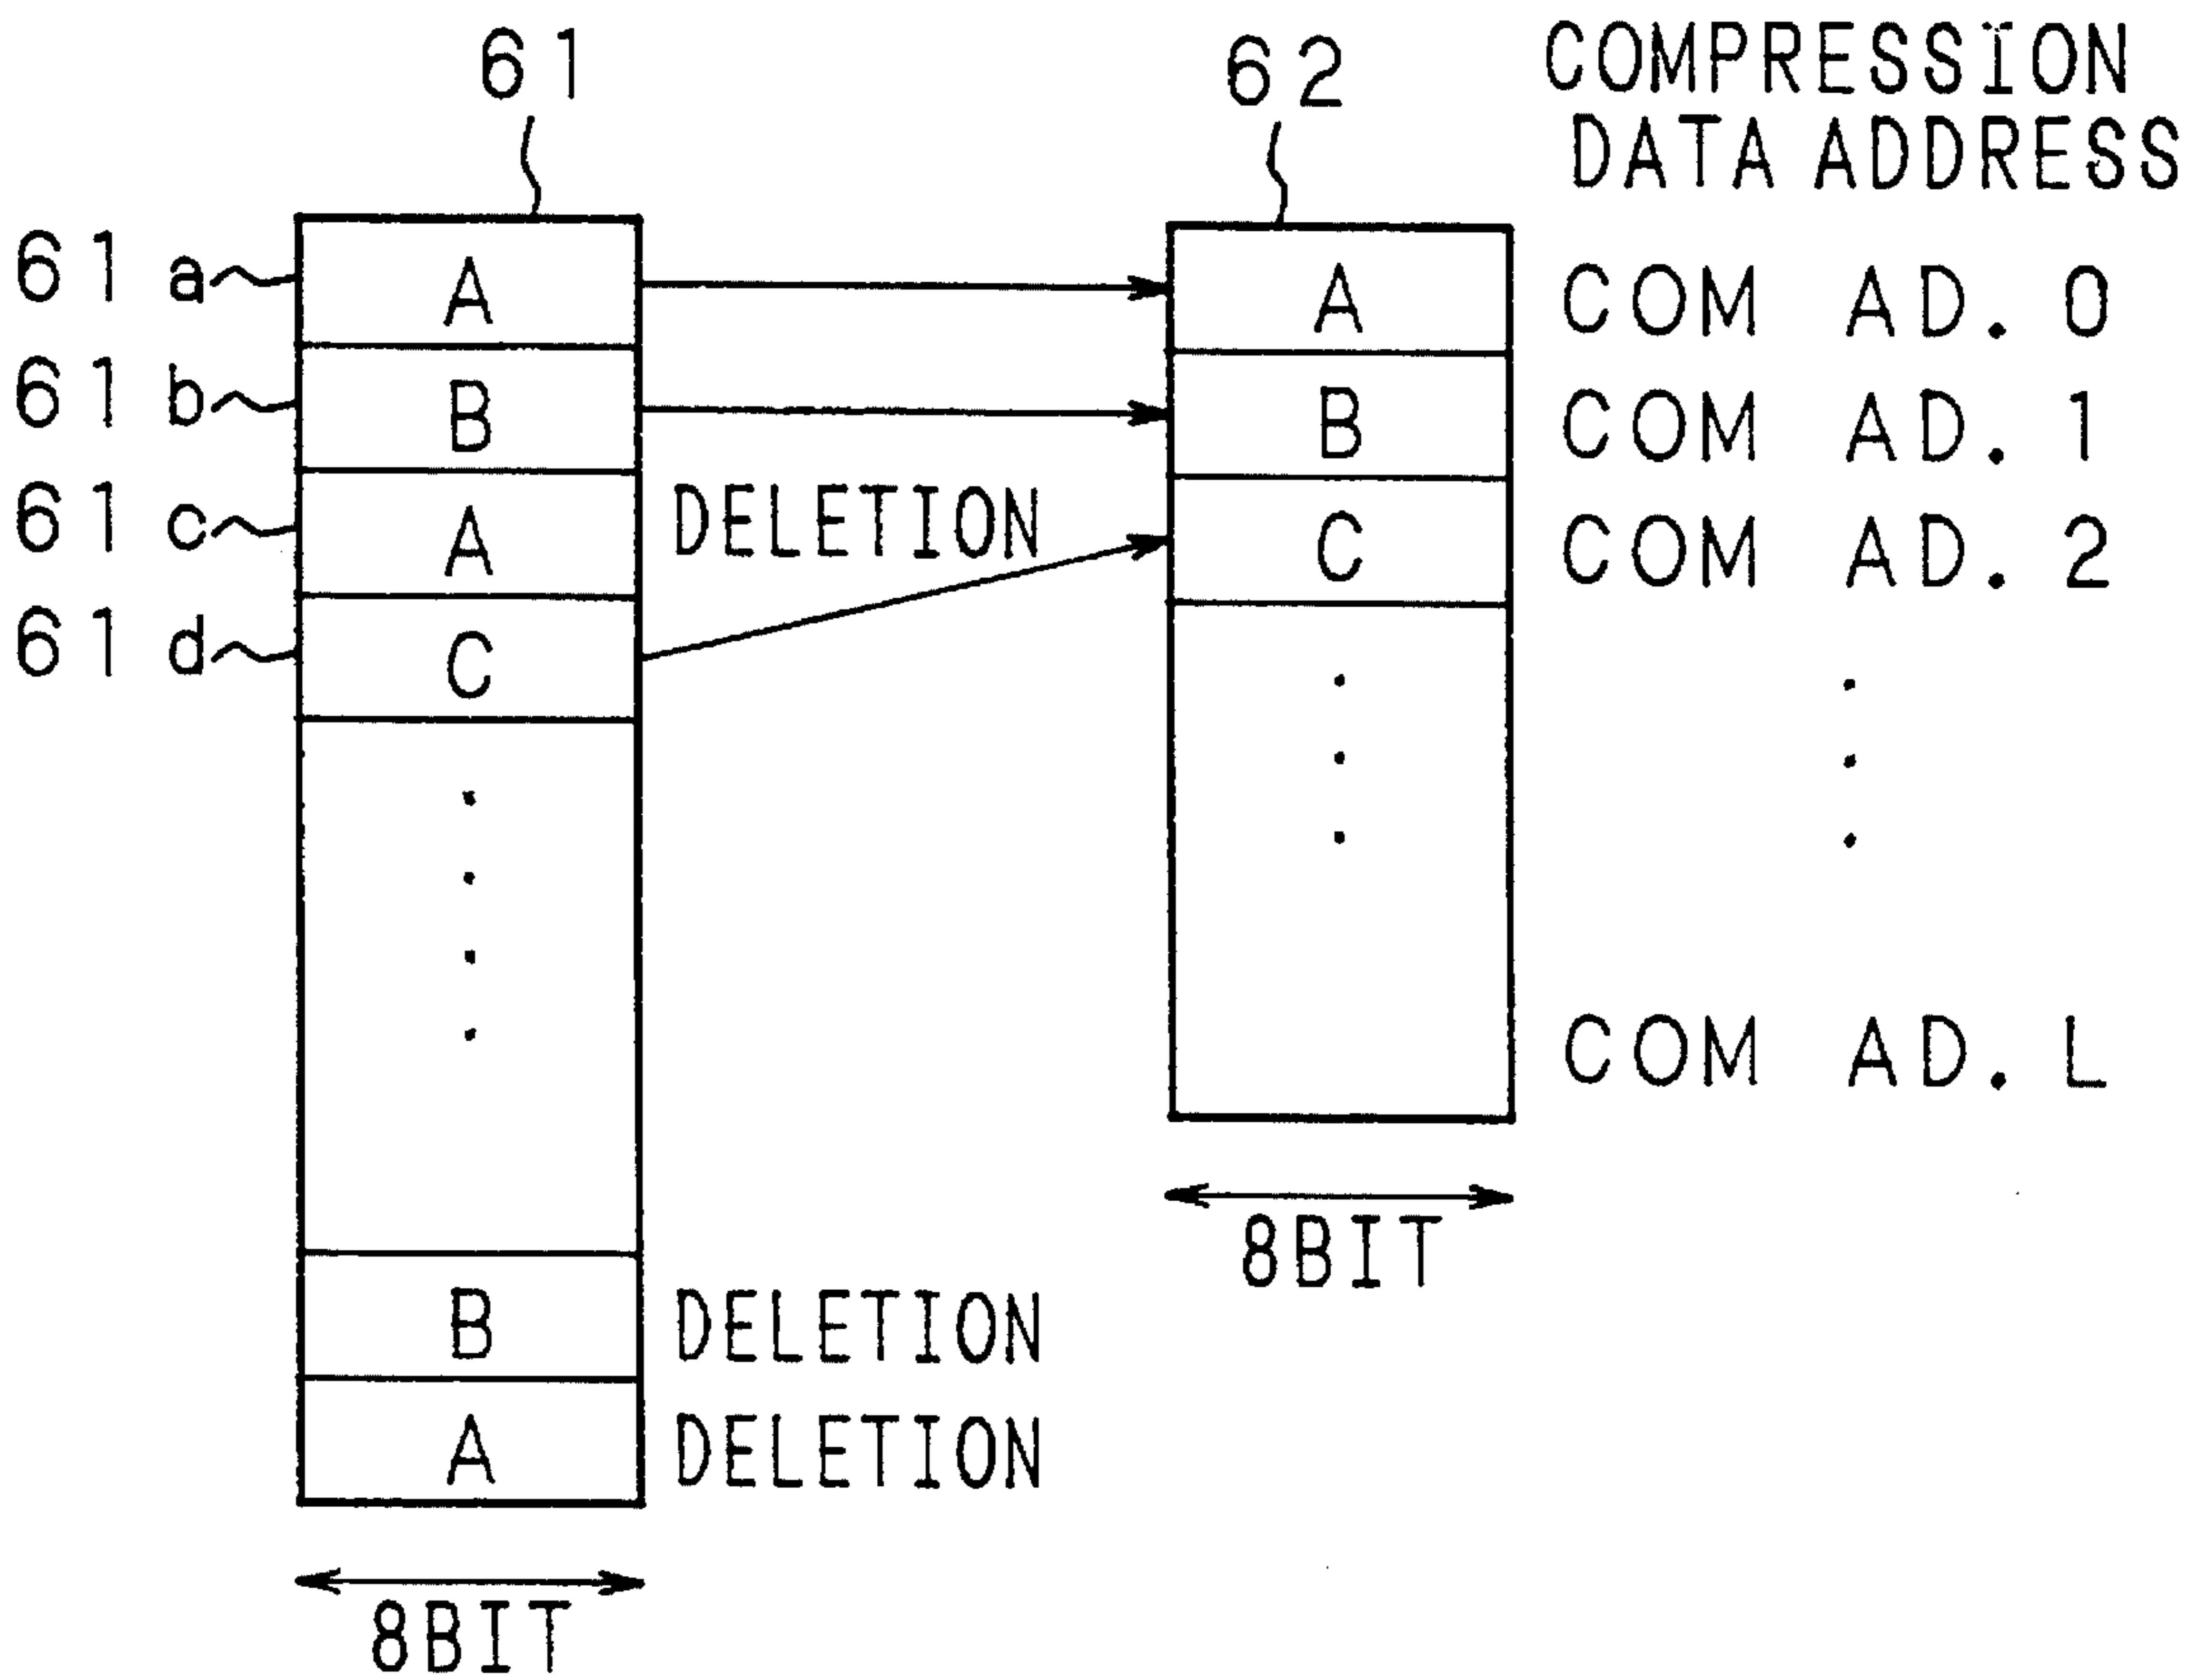 61
62
COMPRESSION
DATA ADDRESS
61a
A
A
COM AD. 0
61b
B
B
COM AD. 1
61c
A
DELETION
C
COM AD. 2
61d
C
COM AD. L
8BIT
B
DELETION
A
DELETION
8BIT